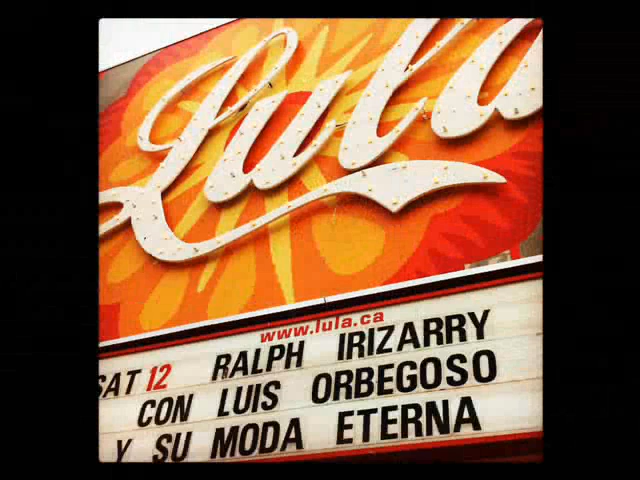 Lula
www.lula.ca
SAT 12 RALPH IRIZARRY
CON LUIS ORBEGOSO
Y SU MODA ETERNA